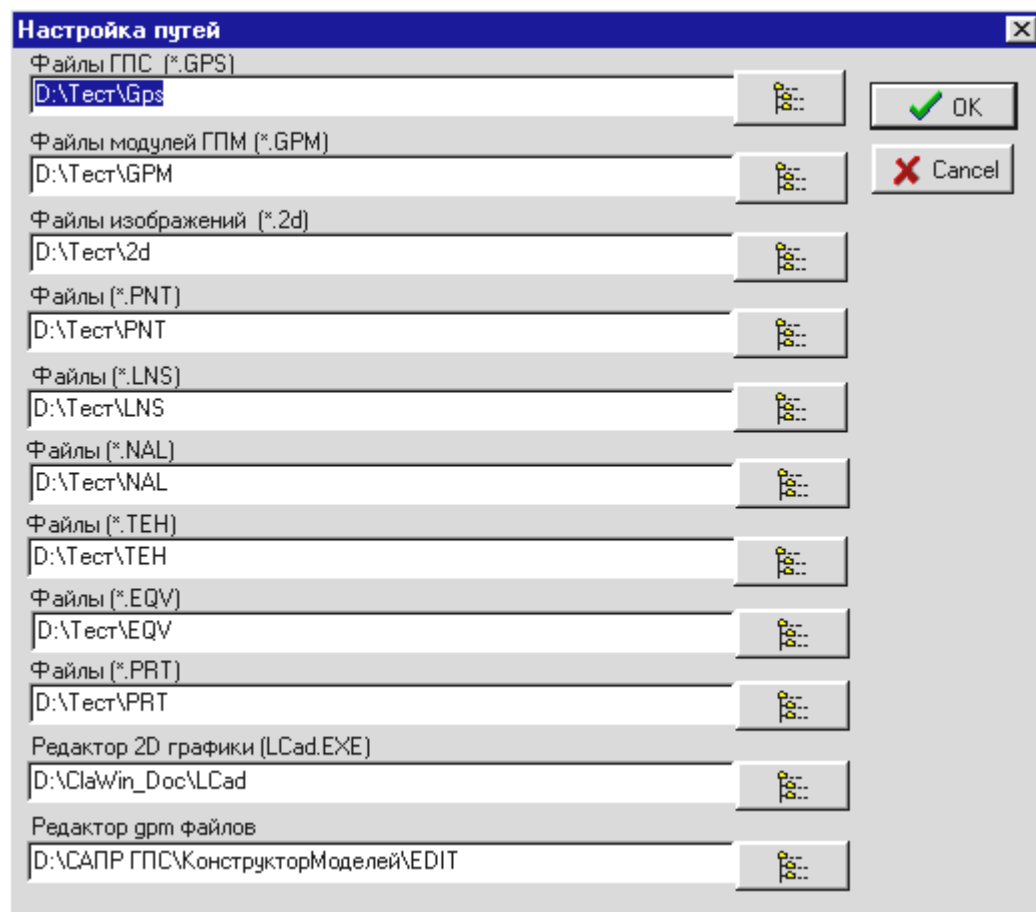 Настройка путей
Файлы ГПС (*.GPS)
D:\Тест\Gps
OK
Файлы модулей ГПМ (*.GPM)
D:\Тест\GPM
Cancel
Файлы изображений (*.2d)
D:\Тест\2d
Файлы (*.PNT)
D:\Тест\PNT
Файлы (*.LNS)
D:\Тест\LNS
Файлы (*.NAL)
D:\Тест\NAL
Файлы (*.TEH)
D:\Тест\TEH
Файлы (*.EQV)
D:\Тест\EQV
Файлы (*.PRT)
D:\Тест\PRT
Редактор 2D графики (LCad.EXE)
D:\ClaWin_Doc\LCad
Редактор gpm файлов
D:\САПР ГПС\КонструкторМоделей\EDIT